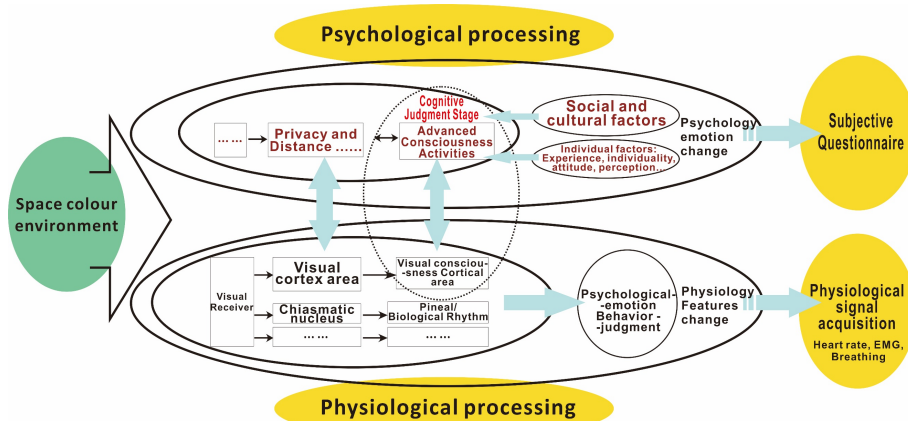 Psychological processing
Cognitive
Judgment Stage
Social and
cultural factors
... ...
Privacy and
Distance ......
Advanced
Consciousness
Activities
Individual factors:
Experience, individuality,
attitude, perception...
Psychology
emotion
change
Subjective
Questionnaire
Space colour
environment
Visual
Receiver
Visual
cortex area
Visual consciou-
-sness Cortical
area
Chiasmatic
nucleus
Pineal/
Biological Rhythm
... ...
... ...
Psychological-
-emotion
Behavior -
-judgment
Physiology
Features
change
Physiological
signal
acquisition
Heart rate, EMG,
Breathing
Physiological processing